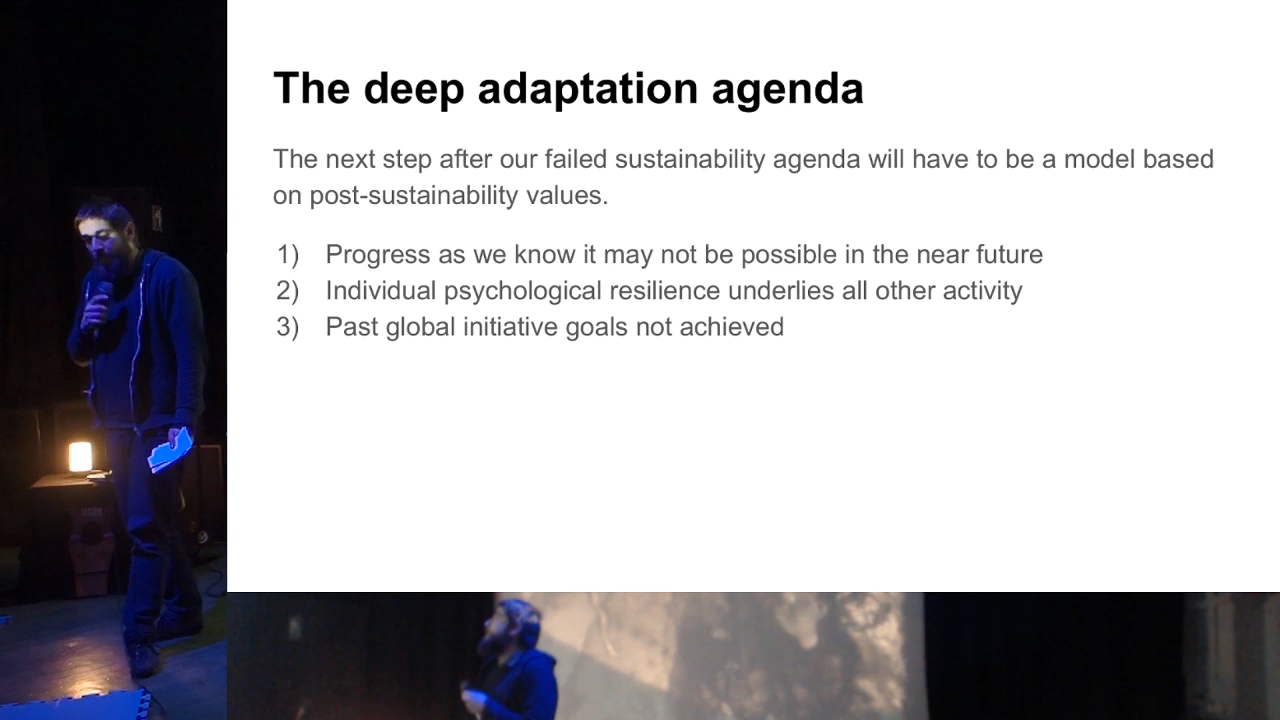 The deep adaptation agenda
The next step after our failed sustainability agenda will have to be a model based
on post-sustainability values.
1) Progress as we know it may not be possible in the near future
2) Individual psychological resilience underlies all other activity
3) Past global initiative goals not achieved